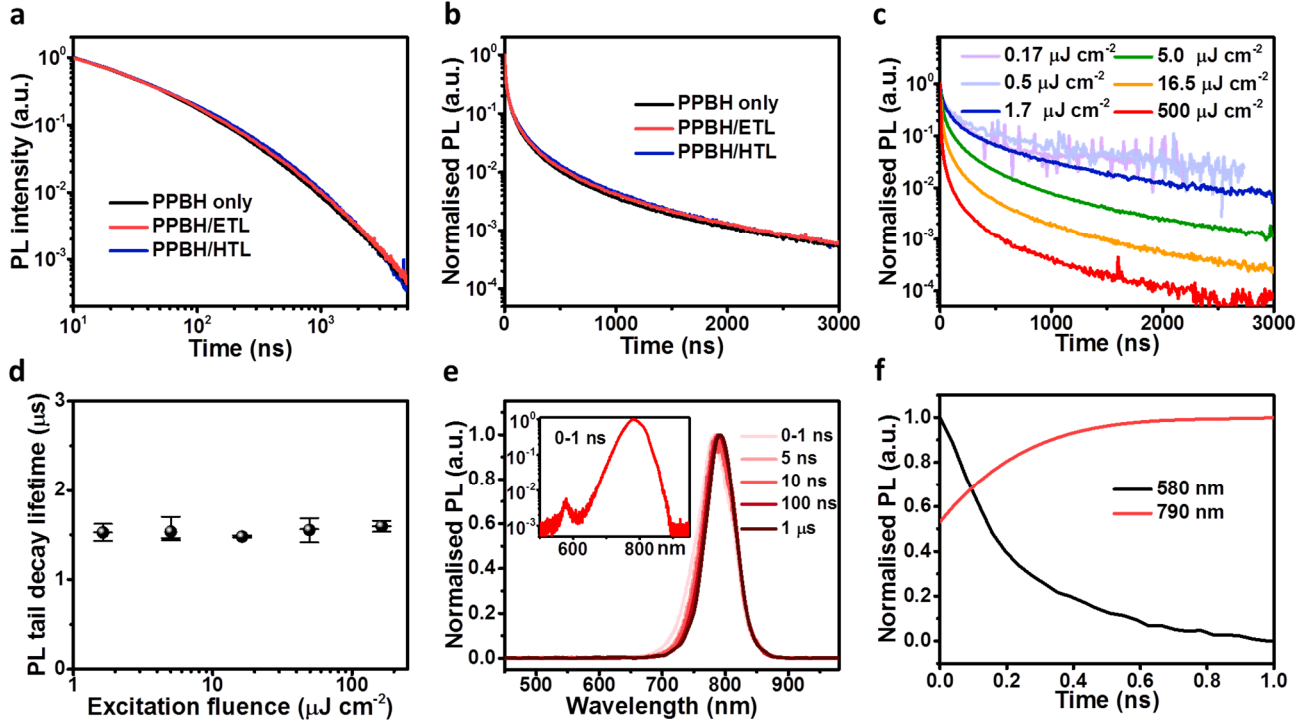 a
PL intensity (a.u.)
10⁰
10⁻¹
10⁻²
10⁻³
PPBH only
PPBH/ETL
PPBH/HTL
10¹ 10² 10³
Time (ns)
b
Normalised PL (a.u.)
10⁰
10⁻¹
10⁻²
10⁻³
10⁻⁴
PPBH only
PPBH/ETL
PPBH/HTL
0 1000 2000 3000
Time (ns)
c
Normalised PL (a.u.)
10¹
10⁰
10⁻¹
10⁻²
10⁻³
10⁻⁴
0.17 μJ cm⁻² 5.0 μJ cm⁻²
0.5 μJ cm⁻² 16.5 μJ cm⁻²
1.7 μJ cm⁻² 500 μJ cm⁻²
0 1000 2000 3000
Time (ns)
d
PL tail decay lifetime (μs)
3
2
1
0
1 10 100
Excitation fluence (μJ cm⁻²)
e
Normalised PL (a.u.)
1.0
0.8
0.6
0.4
0.2
0.0
10⁰
10⁻¹
10⁻²
10⁻³
0-1 ns
600 800 nm
0-1 ns
5 ns
10 ns
100 ns
1 μs
500 600 700 800 900
Wavelength (nm)
f
Normalised PL (a.u.)
1.0
0.8
0.6
0.4
0.2
0.0
580 nm
790 nm
0.0 0.2 0.4 0.6 0.8 1.0
Time (ns)